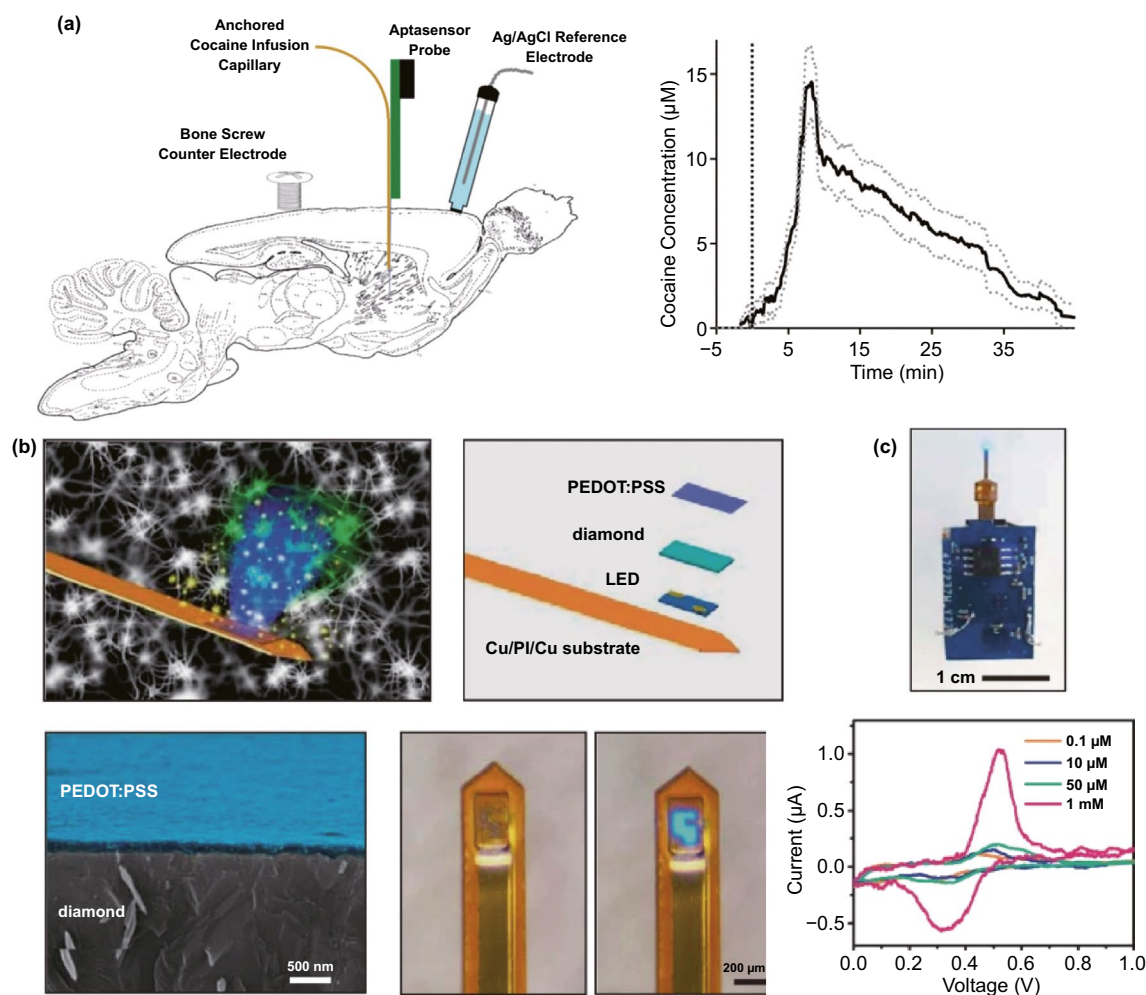 (a)
Anchored
Cocaine Infusion
Capillary
Aptasensor
Probe
Ag/AgCl Reference
Electrode
Bone Screw
Counter Electrode
Cocaine Concentration (µM)
15
10
5
0
−5
5
15
25
35
Time (min)
(b)
PEDOT:PSS
diamond
LED
Cu/PI/Cu substrate
(c)
1 cm
PEDOT:PSS
diamond
500 nm
200 µm
Current (µA)
1.0
0.5
0.0
−0.5
0.1 µM
10 µM
50 µM
1 mM
0.0
0.2
0.4
0.6
0.8
1.0
Voltage (V)